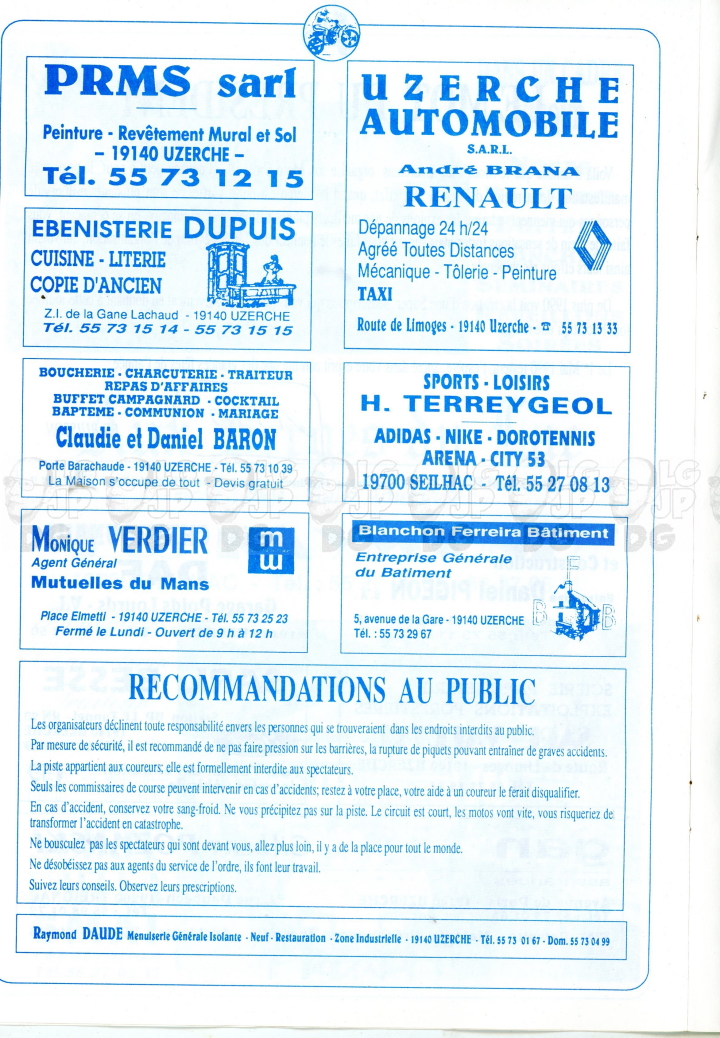 PRMS sarl
Peinture - Revêtement Mural et Sol
– 19140 UZERCHE –
Tél. 55 73 12 15
UZERCHE
AUTOMOBILE
S.A.R.L.
André BRANA
RENAULT
Dépannage 24 h/24
Agréé Toutes Distances
Mécanique - Tôlerie - Peinture
TAXI
Route de Limoges - 19140 Uzerche - ☎ 55 73 13 33
EBENISTERIE DUPUIS
CUISINE - LITERIE
COPIE D'ANCIEN
Z.I. de la Gane Lachaud - 19140 UZERCHE
Tél. 55 73 15 14 - 55 73 15 15
BOUCHERIE - CHARCUTERIE - TRAITEUR
REPAS D'AFFAIRES
BUFFET CAMPAGNARD - COCKTAIL
BAPTEME - COMMUNION - MARIAGE
Claudie et Daniel BARON
Porte Barachaude - 19140 UZERCHE - Tél. 55 73 10 39
La Maison s'occupe de tout - Devis gratuit
SPORTS - LOISIRS
H. TERREYGEOL
ADIDAS - NIKE - DOROTENNIS
ARENA - CITY 53
19700 SEILHAC - Tél. 55 27 08 13
MONIQUE VERDIER
Agent Général
Mutuelles du Mans
Place Elmetti - 19140 UZERCHE - Tél. 55 73 25 23
Fermé le Lundi - Ouvert de 9 h à 12 h
Blanchon Ferreira Bâtiment
Entreprise Générale
du Batiment
B F B
5, avenue de la Gare - 19140 UZERCHE
Tél. : 55 73 29 67
RECOMMANDATIONS AU PUBLIC
Les organisateurs déclinent toute responsabilité envers les personnes qui se trouveraient dans les endroits interdits au public.
Par mesure de sécurité, il est recommandé de ne pas faire pression sur les barrières, la rupture de piquets pouvant entraîner de graves accidents.
La piste appartient aux coureurs; elle est formellement interdite aux spectateurs.
Seuls les commissaires de course peuvent intervenir en cas d'accidents; restez à votre place, votre aide à un coureur le ferait disqualifier.
En cas d'accident, conservez votre sang-froid. Ne vous précipitez pas sur la piste. Le circuit est court, les motos vont vite, vous risqueriez de
transformer l'accident en catastrophe.
Ne bousculez pas les spectateurs qui sont devant vous, allez plus loin, il y a de la place pour tout le monde.
Ne désobéissez pas aux agents du service de l'ordre, ils font leur travail.
Suivez leurs conseils. Observez leurs prescriptions.
Raymond DAUDE Menuiserie Générale Isolante - Neuf - Restauration - Zone Industrielle - 19140 UZERCHE - Tél. 55 73 01 67 - Dom. 55 73 04 99